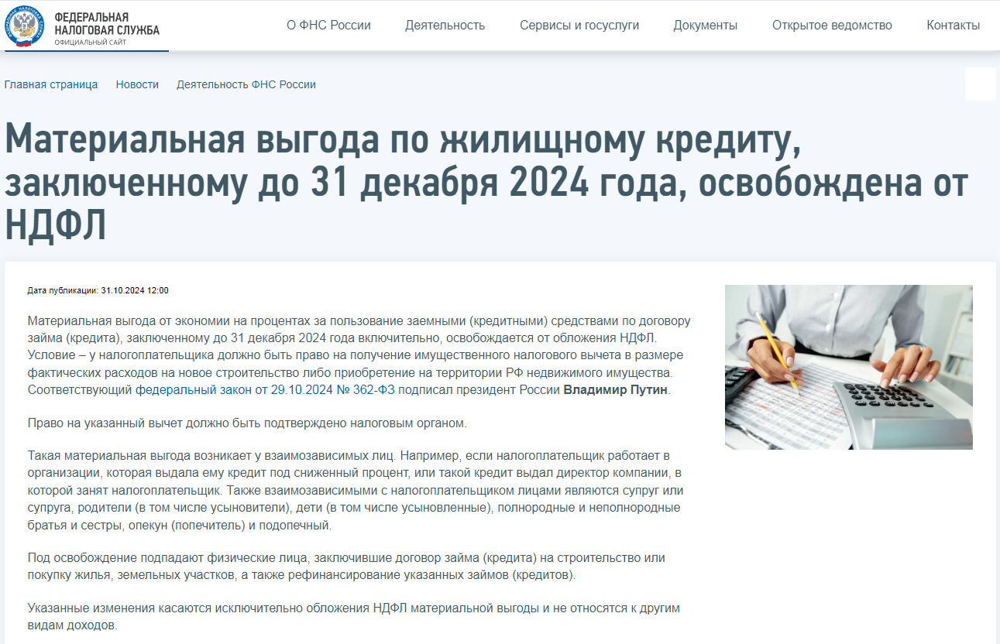 ФЕДЕРАЛЬНАЯ
НАЛОГОВАЯ СЛУЖБА
ОФИЦИАЛЬНЫЙ САЙТ
О ФНС России Деятельность Сервисы и госуслуги Документы Открытое ведомство Контакты
Главная страница Новости Деятельность ФНС России
Материальная выгода по жилищному кредиту,
заключенному до 31 декабря 2024 года, освобождена от
НДФЛ
Дата публикации: 31.10.2024 12:00
Материальная выгода от экономии на процентах за пользование заемными (кредитными) средствами по договору
займа (кредита), заключенному до 31 декабря 2024 года включительно, освобождается от обложения НДФЛ.
Условие – у налогоплательщика должно быть право на получение имущественного налогового вычета в размере
фактических расходов на новое строительство либо приобретение на территории РФ недвижимого имущества.
Соответствующий федеральный закон от 29.10.2024 № 362-ФЗ подписал президент России Владимир Путин.
Право на указанный вычет должно быть подтверждено налоговым органом.
Такая материальная выгода возникает у взаимозависимых лиц. Например, если налогоплательщик работает в
организации, которая выдала ему кредит под сниженный процент, или такой кредит выдал директор компании, в
которой занят налогоплательщик. Также взаимозависимыми с налогоплательщиком лицами являются супруг или
супруга, родители (в том числе усыновители), дети (в том числе усыновленные), полнородные и неполнородные
братья и сестры, опекун (попечитель) и подопечный.
Под освобождение подпадают физические лица, заключившие договор займа (кредита) на строительство или
покупку жилья, земельных участков, а также рефинансирование указанных займов (кредитов).
Указанные изменения касаются исключительно обложения НДФЛ материальной выгоды и не относятся к другим
видам доходов.